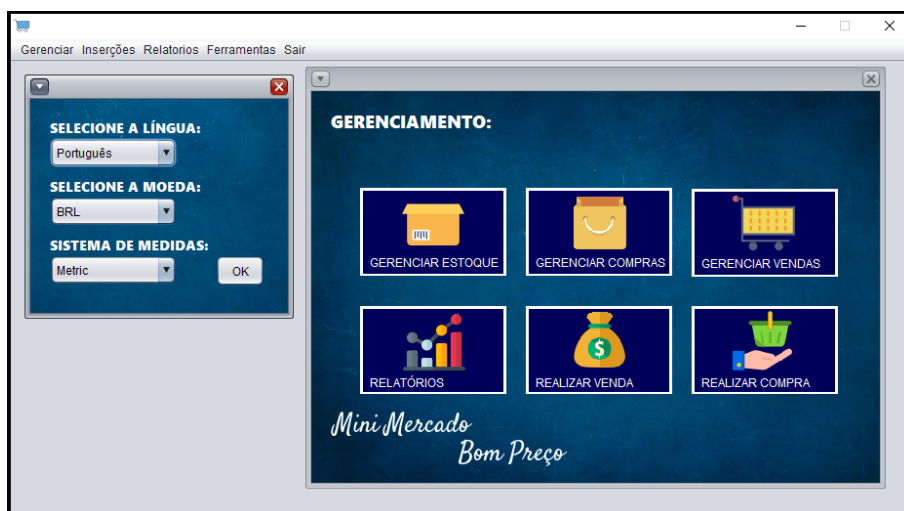 Gerenciar Inserções Relatorios Ferramentas Sair
SELECIONE A LÍNGUA:
Português
SELECIONE A MOEDA:
BRL
SISTEMA DE MEDIDAS:
Metric
OK
GERENCIAMENTO:
GERENCIAR ESTOQUE
GERENCIAR COMPRAS
GERENCIAR VENDAS
RELATÓRIOS
REALIZAR VENDA
REALIZAR COMPRA
Mini Mercado
Bom Preço